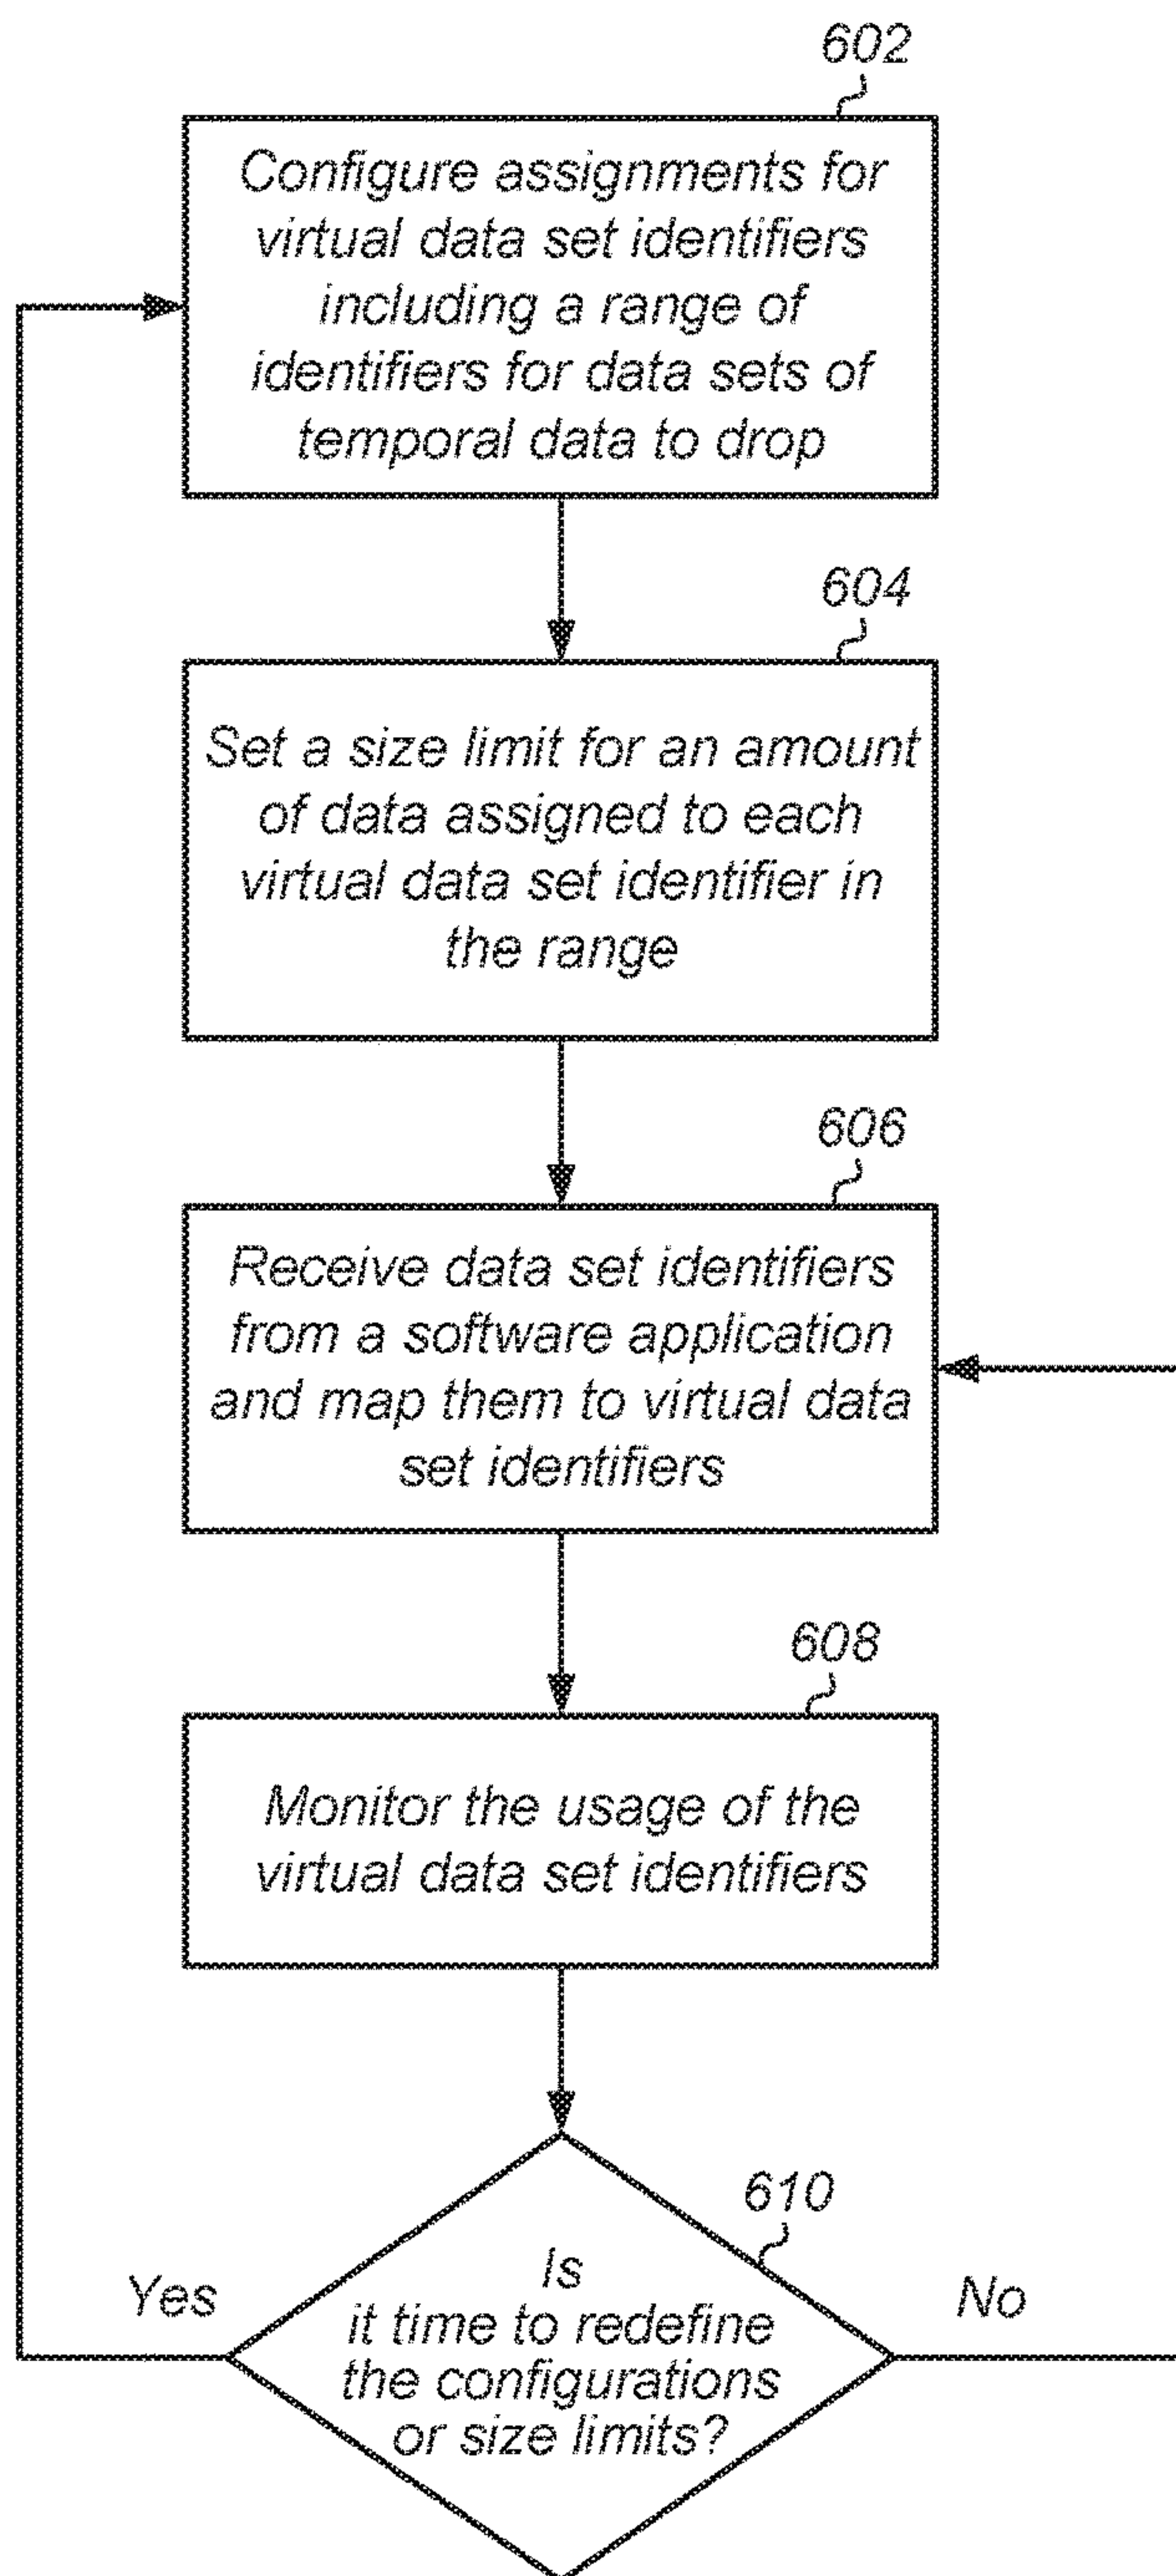 602
Configure assignments for
virtual data set identifiers
including a range of
identifiers for data sets of
temporal data to drop
604
Set a size limit for an amount
of data assigned to each
virtual data set identifier in
the range
606
Receive data set identifiers
from a software application
and map them to virtual data
set identifiers
608
Monitor the usage of the
virtual data set identifiers
610
Is
it time to redefine
the configurations
or size limits?
Yes
No